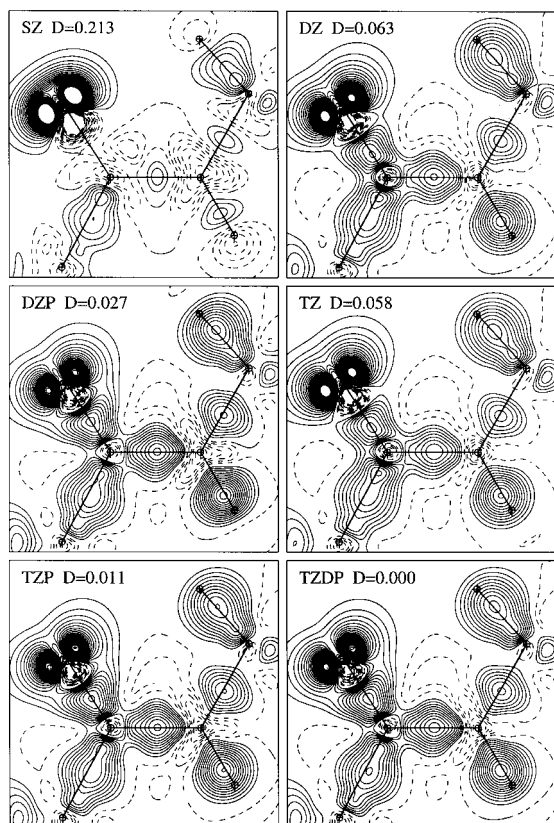 SZ D=0.213
DZ D=0.063
DZP D=0.027
TZ D=0.058
TZP D=0.011
TZDP D=0.000